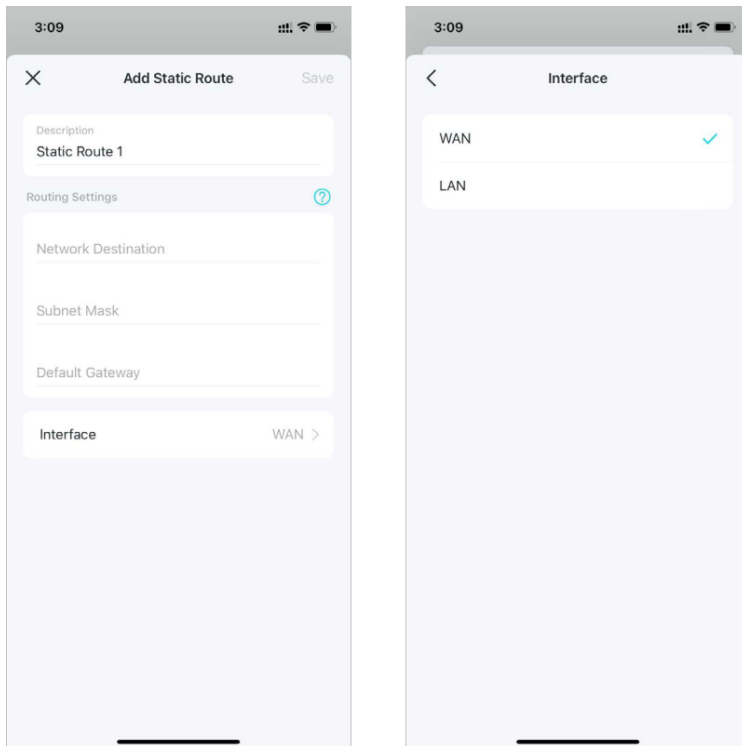 3:09
Add Static Route
Save
Description
Static Route 1
Routing Settings
?
Network Destination
Subnet Mask
Default Gateway
Interface
WAN
3:09
Interface
WAN
LAN